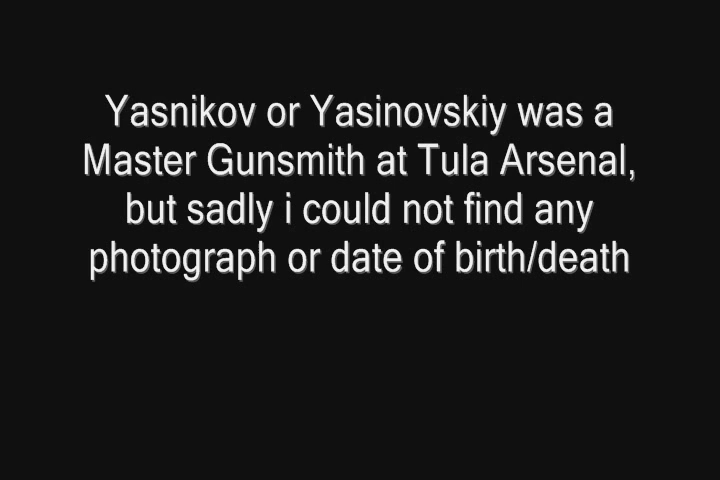 Yasnikov or Yasinovskiy was a
Master Gunsmith at Tula Arsenal,
but sadly i could not find any
photograph or date of birth/death